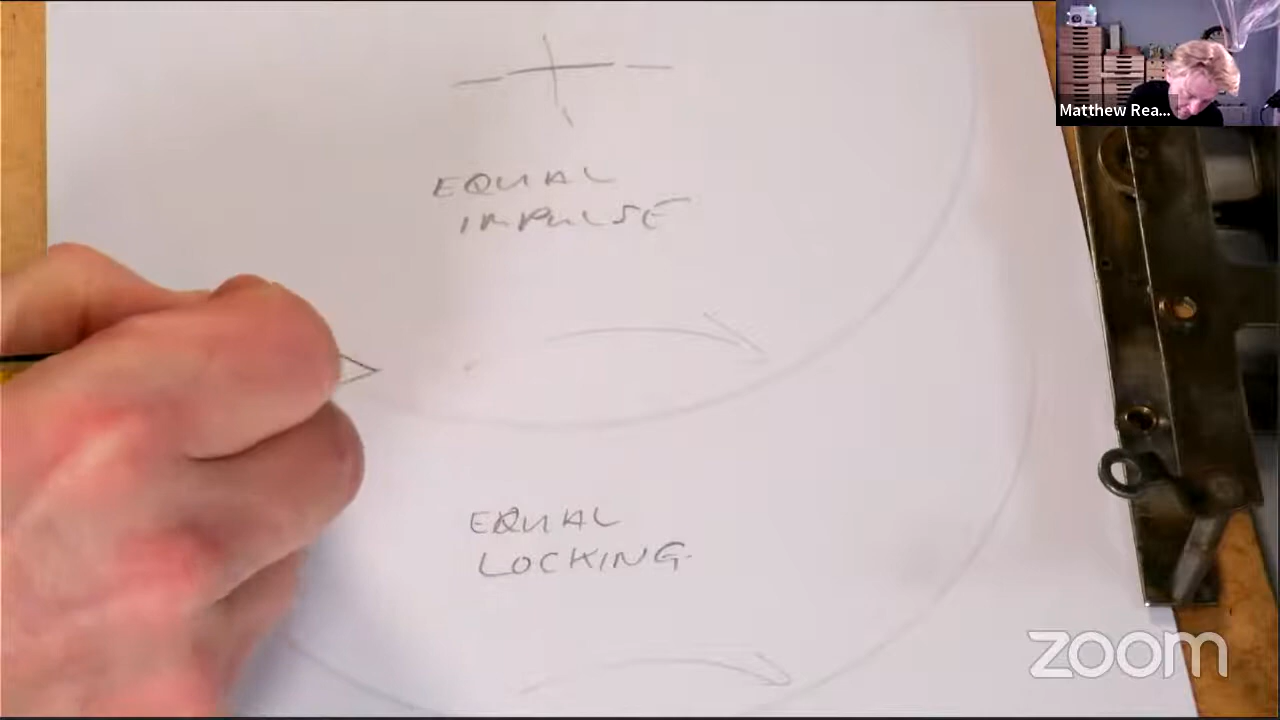 Matthew Rea...
EQUAL
IMPULSE
EQUAL
LOCKING
zoom